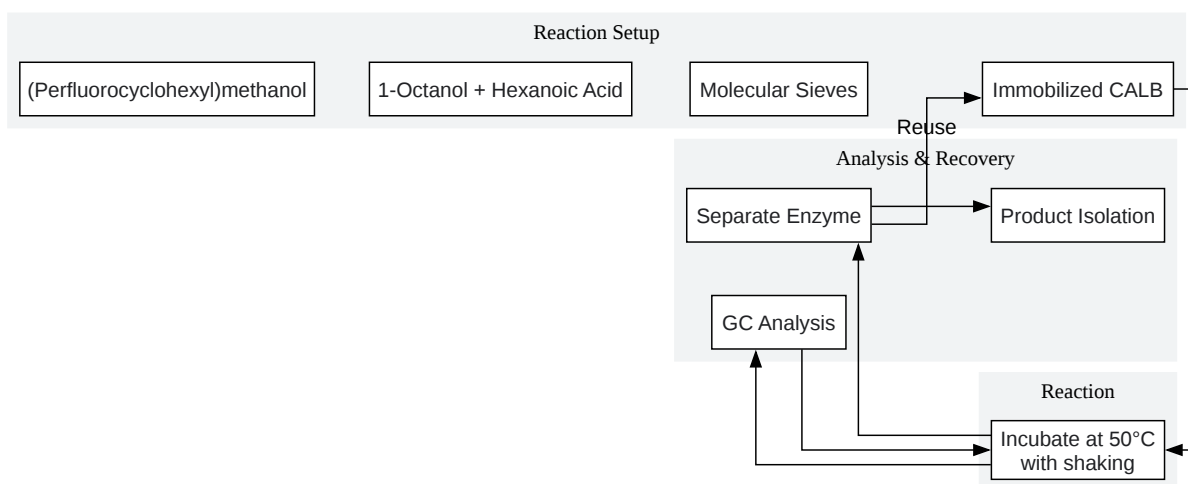 Reaction Setup
(Perfluorocyclohexyl)methanol
1-Octanol + Hexanoic Acid
Molecular Sieves
Immobilized CALB
Reuse
Analysis & Recovery
Separate Enzyme
Product Isolation
GC Analysis
Reaction
Incubate at 50°C
with shaking